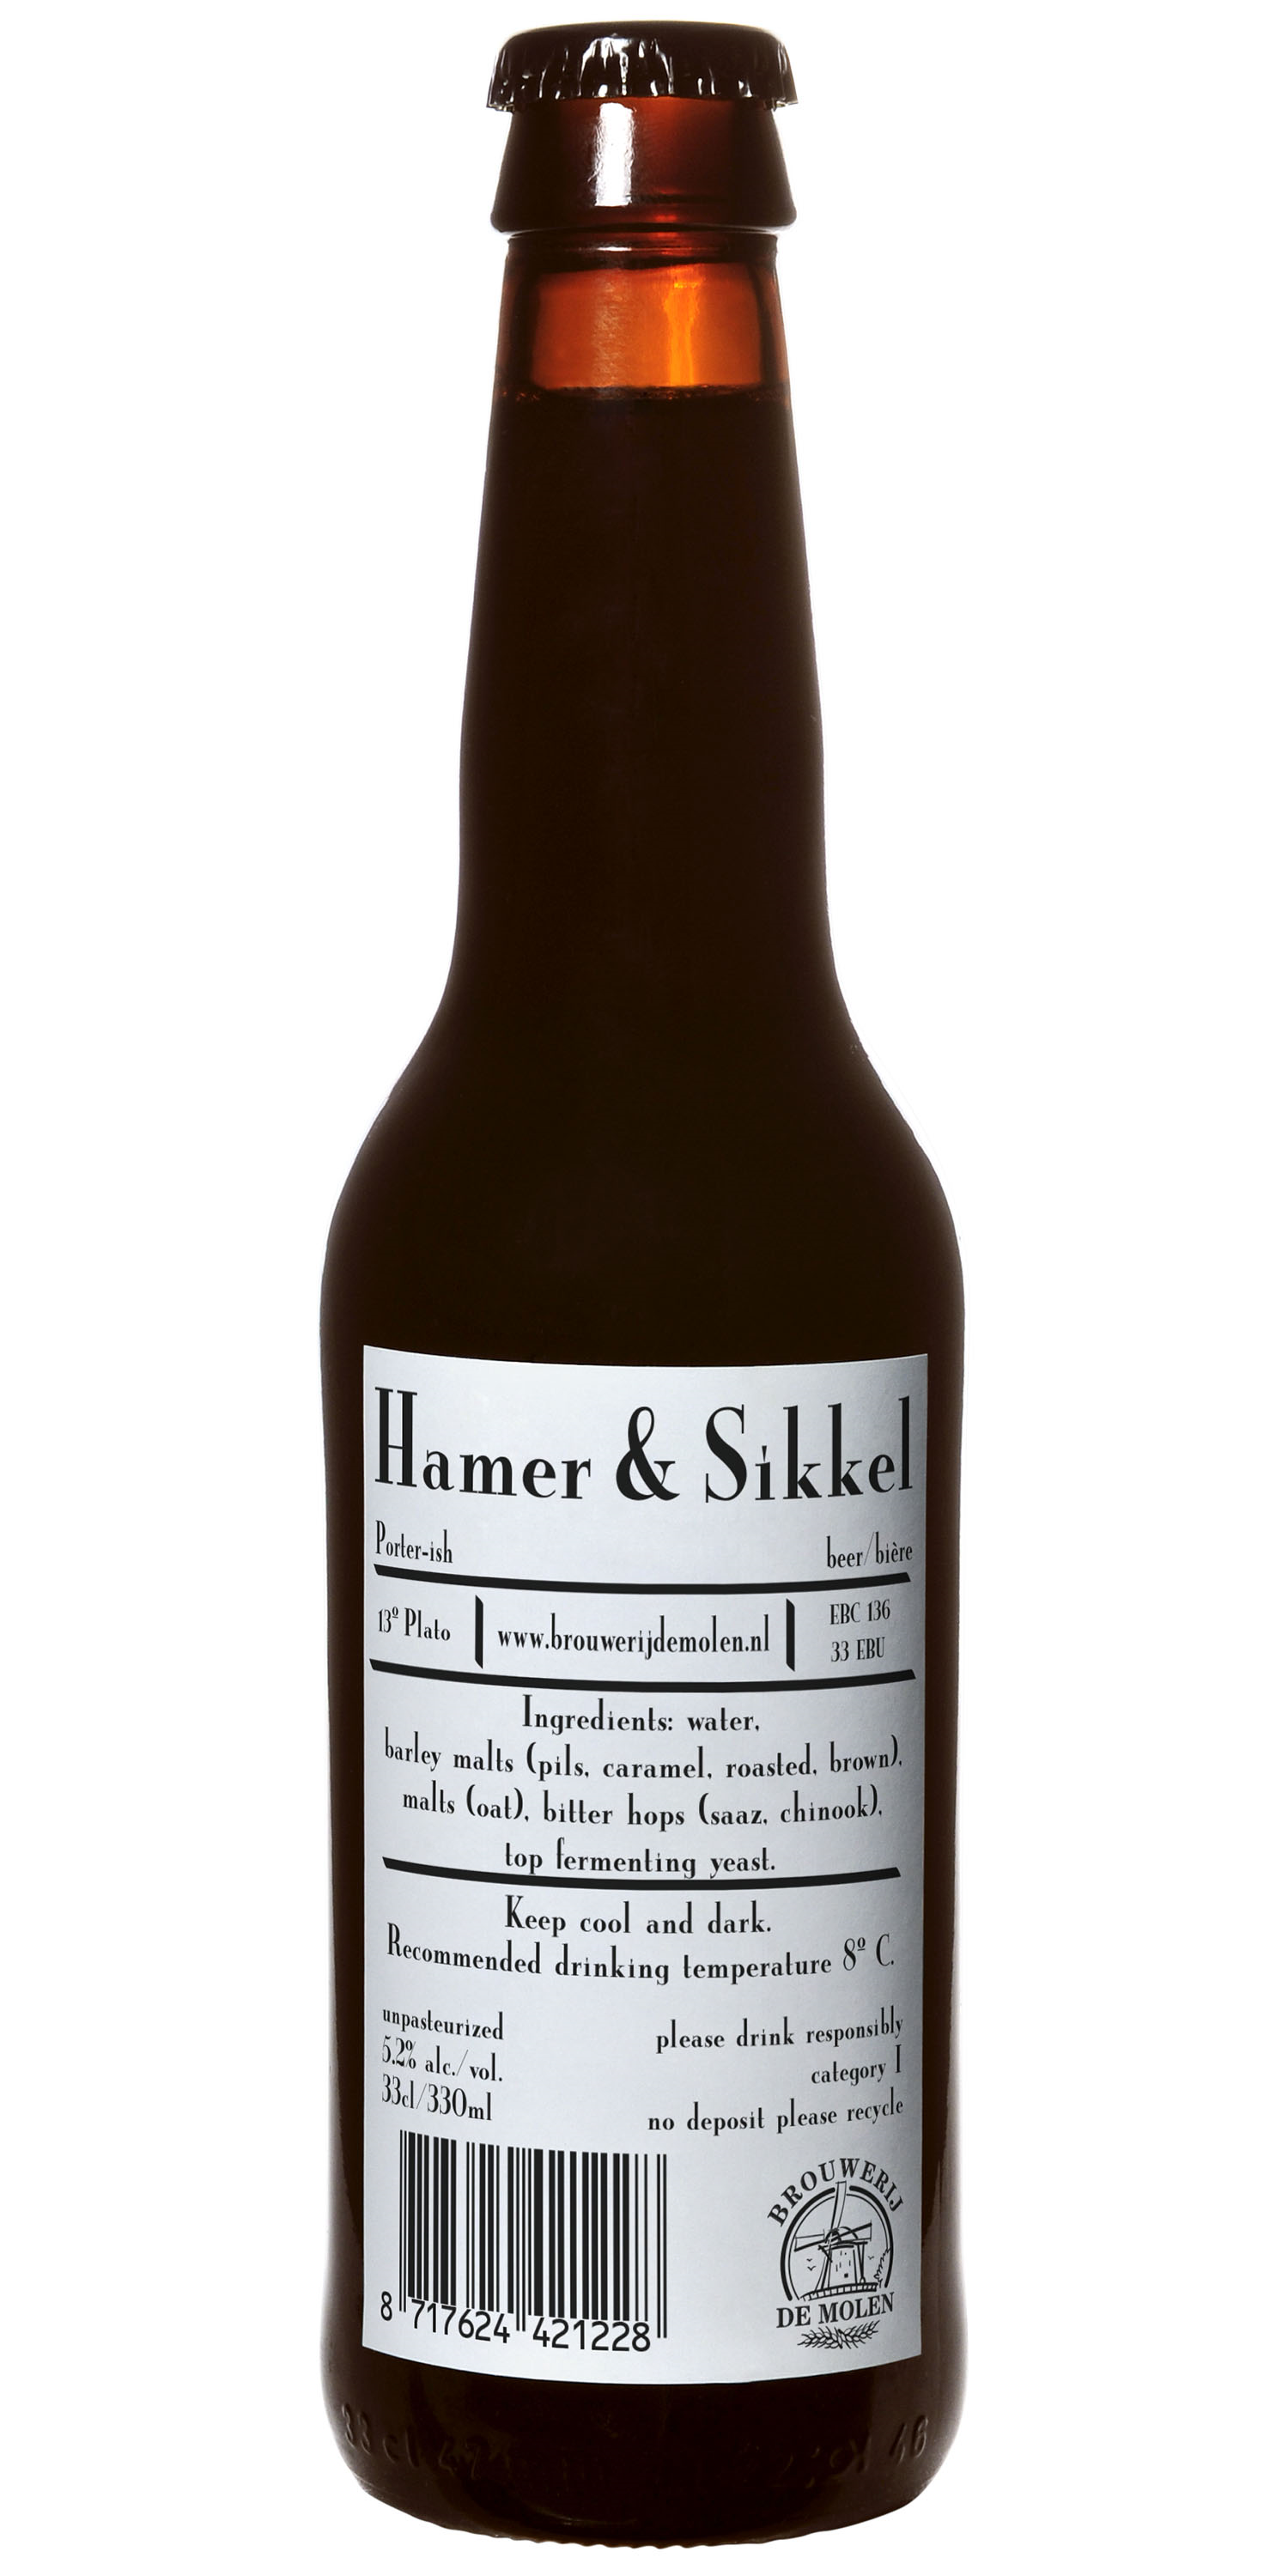 Hamer & Sikkel
Porter-ish
beer/bière
13º Plato
www.brouwerijdemolen.nl
EBC 136
33 EBU
Ingredients: water,
barley malts (pils, caramel, roasted, brown),
malts (oat), bitter hops (saaz, chinook),
top fermenting yeast.
Keep cool and dark.
Recommended drinking temperature 8º C.
unpasteurized
5.2% alc./vol.
33cl/330ml
please drink responsibly
category I
no deposit please recycle
8 717624 421228
BROUWERIJ
DE MOLEN
33 cl